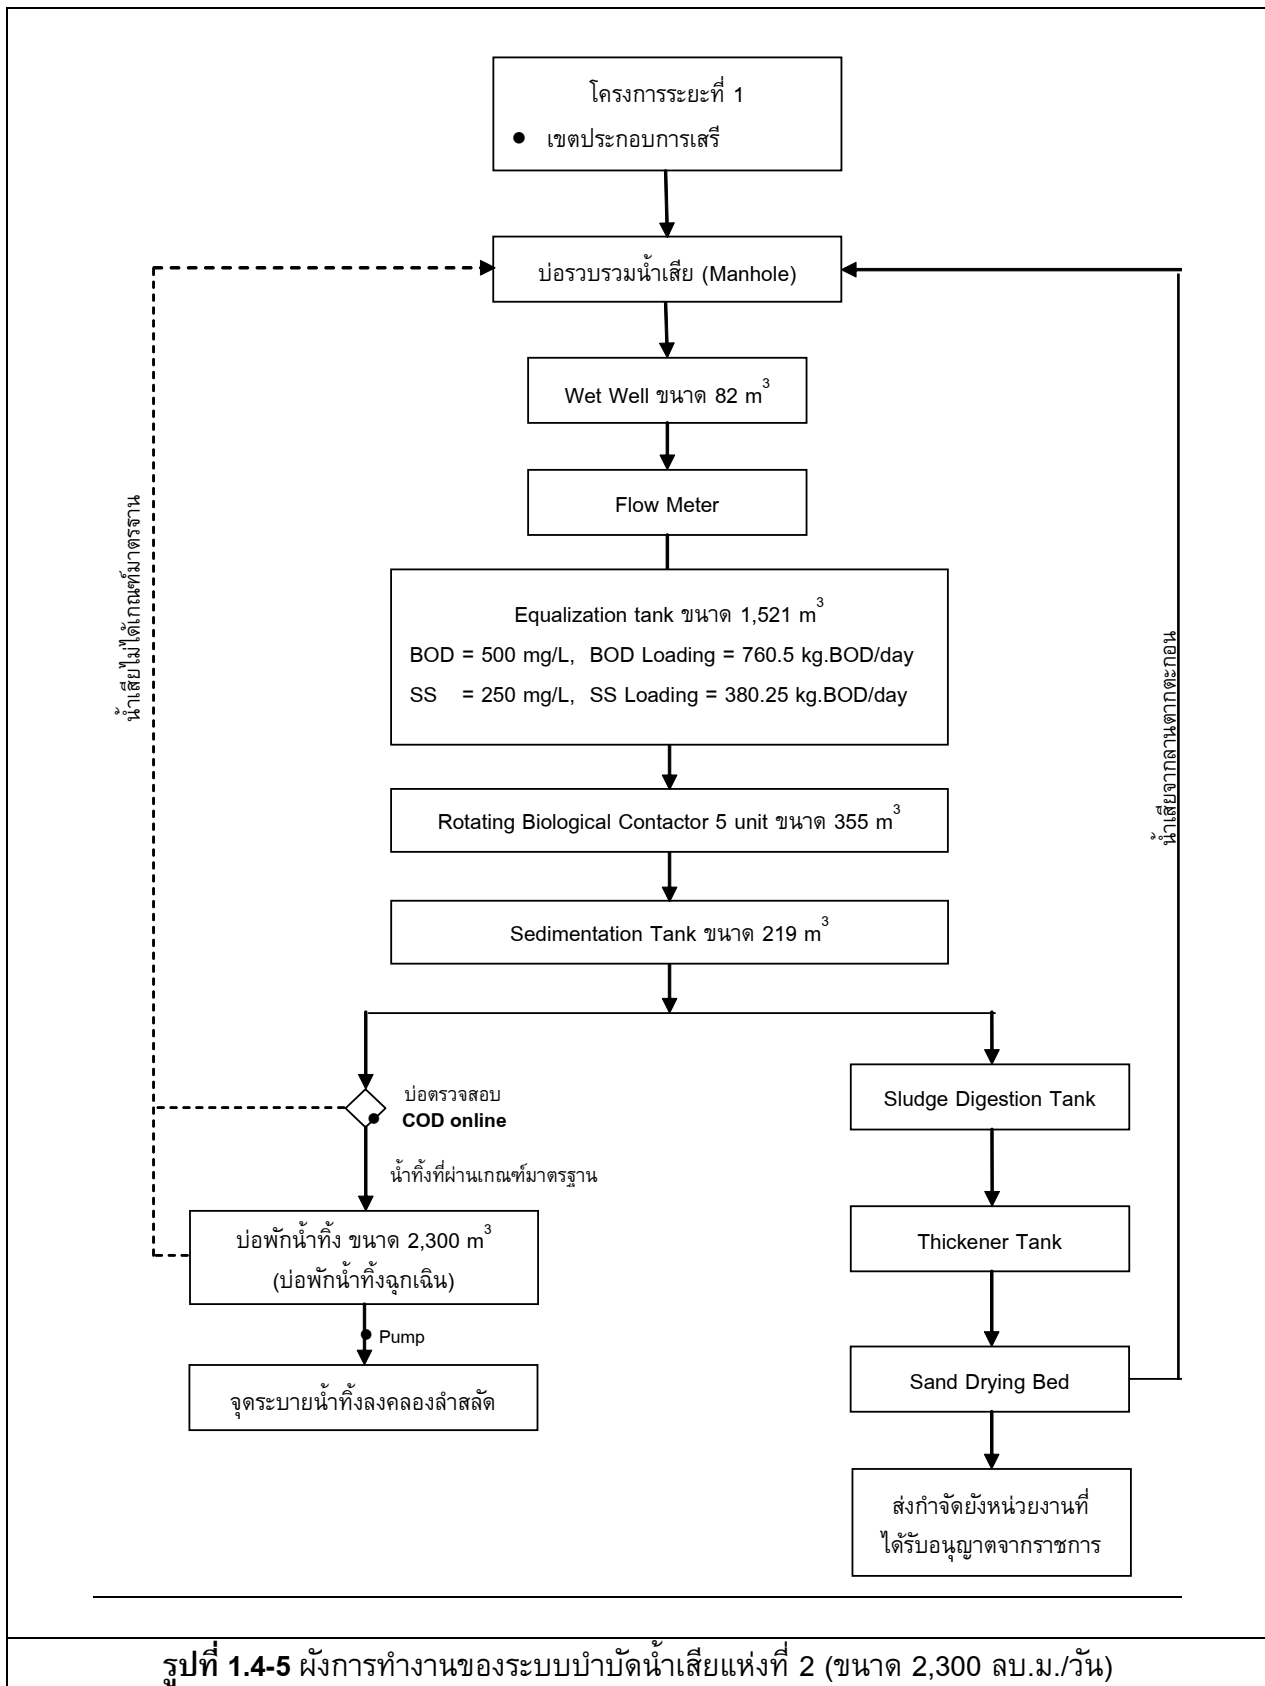 โครงการระยะที่ 1
● เขตประกอบการเสรี
บ่อรวบรวมน้ำเสีย (Manhole)
Wet Well ขนาด 82 m³
Flow Meter
Equalization tank ขนาด 1,521 m³
BOD = 500 mg/L, BOD Loading = 760.5 kg.BOD/day
SS = 250 mg/L, SS Loading = 380.25 kg.BOD/day
Rotating Biological Contactor 5 unit ขนาด 355 m³
Sedimentation Tank ขนาด 219 m³
น้ำเสียไม่ได้เกณฑ์มาตรฐาน
น้ำเสียจากลานตากตะกอน
บ่อตรวจสอบ
COD online
น้ำทิ้งที่ผ่านเกณฑ์มาตรฐาน
บ่อพักน้ำทิ้ง ขนาด 2,300 m³
(บ่อพักน้ำทิ้งฉุกเฉิน)
Pump
จุดระบายน้ำทิ้งลงคลองลำสลัด
Sludge Digestion Tank
Thickener Tank
Sand Drying Bed
ส่งกำจัดยังหน่วยงานที่
ได้รับอนุญาตจากราชการ
รูปที่ 1.4-5 ผังการทำงานของระบบบำบัดน้ำเสียแห่งที่ 2 (ขนาด 2,300 ลบ.ม./วัน)